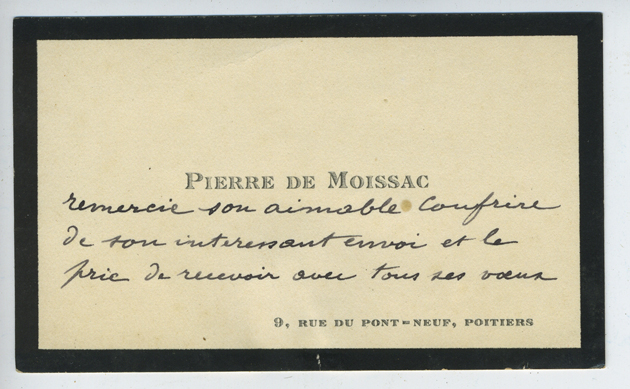 PIERRE DE MOISSAC
remercie son aimable Confrère
de son interessant envoi et le
prie de recevoir avec tous ses vœux
9, RUE DU PONT=NEUF, POITIERS